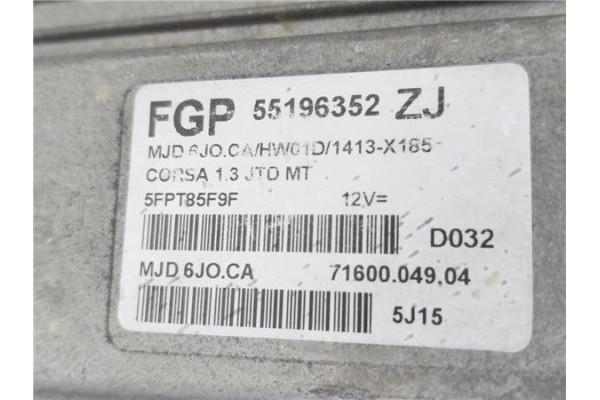 FGP 55196352 ZJ
MJD 6JO.CA/HW01D/1413-X185
CORSA 1.3 JTD MT
5FPT85F9F 12V=
D032
MJD 6JO.CA 71600.049.04
5J15